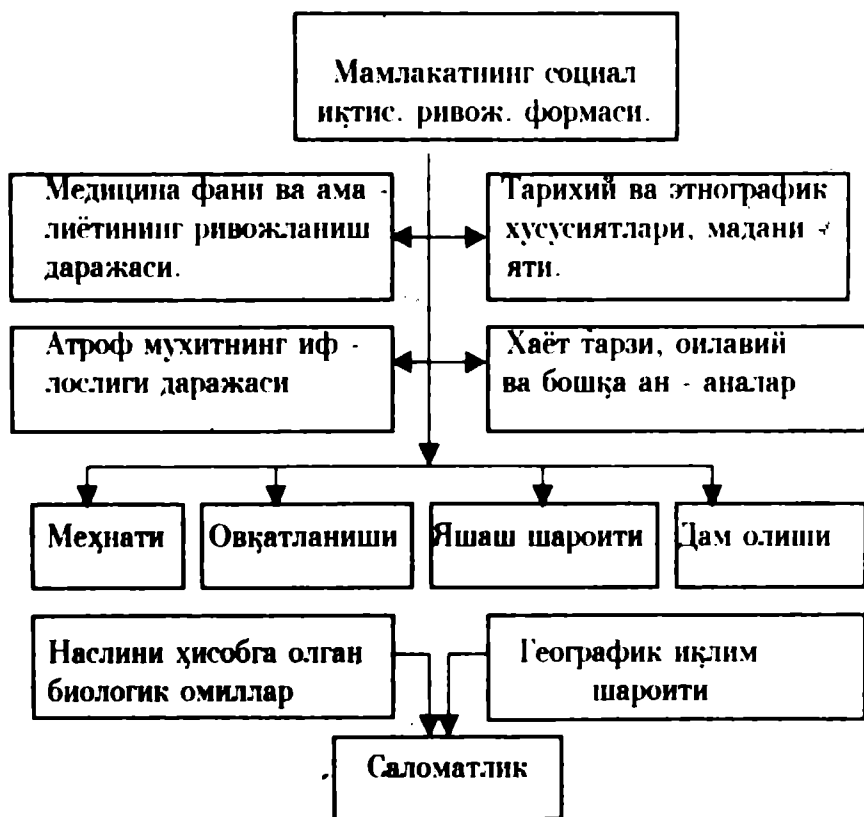 Мамлакатнинг социал
иқтис. ривож. формаси.
Медицина фани ва ама -
лиётининг ривожланиш
даражаси.
Тарихий ва этнографик
хусусиятлари, мадани -
яти.
Атроф мухитнинг иф -
лослиги даражаси
Хаёт тарзи, оилавий
ва бошқа ан - аналар
Меҳнати
Овқатланиши
Яшаш шароити
Дам олиши
Наслини ҳисобга олган
биологик омиллар
Географик иқлим
шароити
Саломатлик